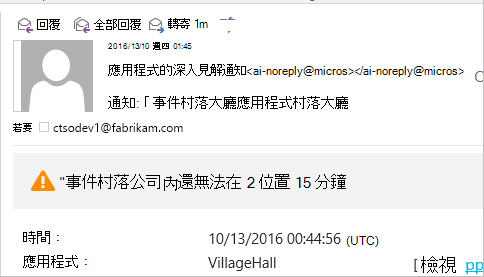 回覆 全部回覆 轉寄 1m
2016/13/10 週四 01:45
應用程式的深入見解通知<ai-noreply@micros></ai-noreply@micros>
通知:「事件村落大廳應用程式村落大廳
若要 ctsodev1@fabrikam.com
"事件村落公司內還無法在 2 位置 15 分鐘
時間： 10/13/2016 00:44:56 (UTC)
應用程式： VillageHall [檢視 pp